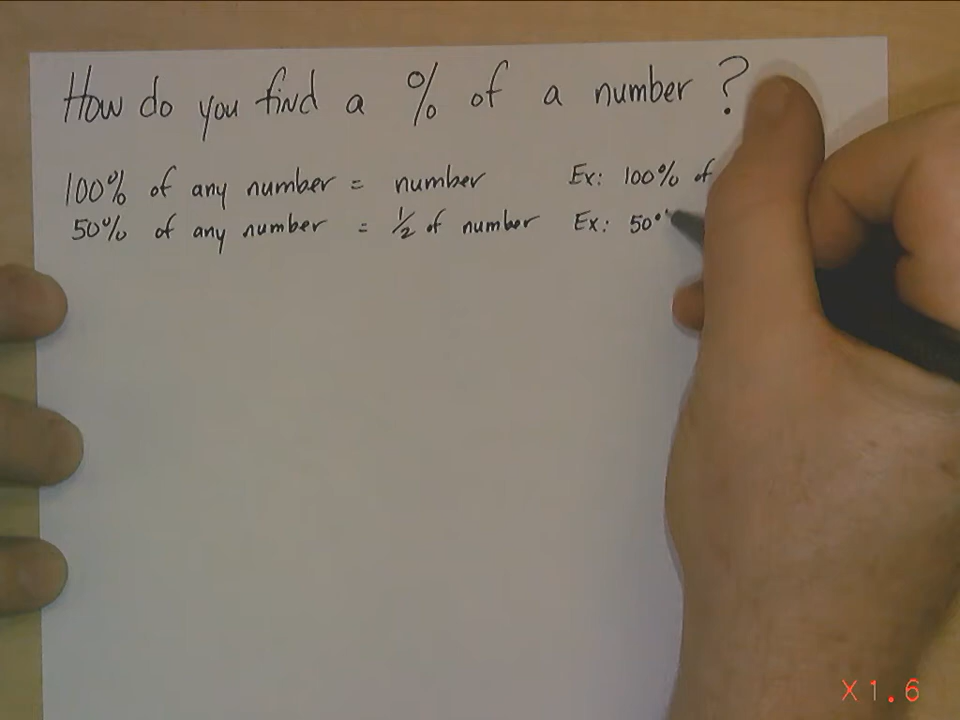 How do you find a % of a number ?
100% of any number = number Ex: 100% of
50% of any number = 1/2 of number Ex: 50%
X1.6